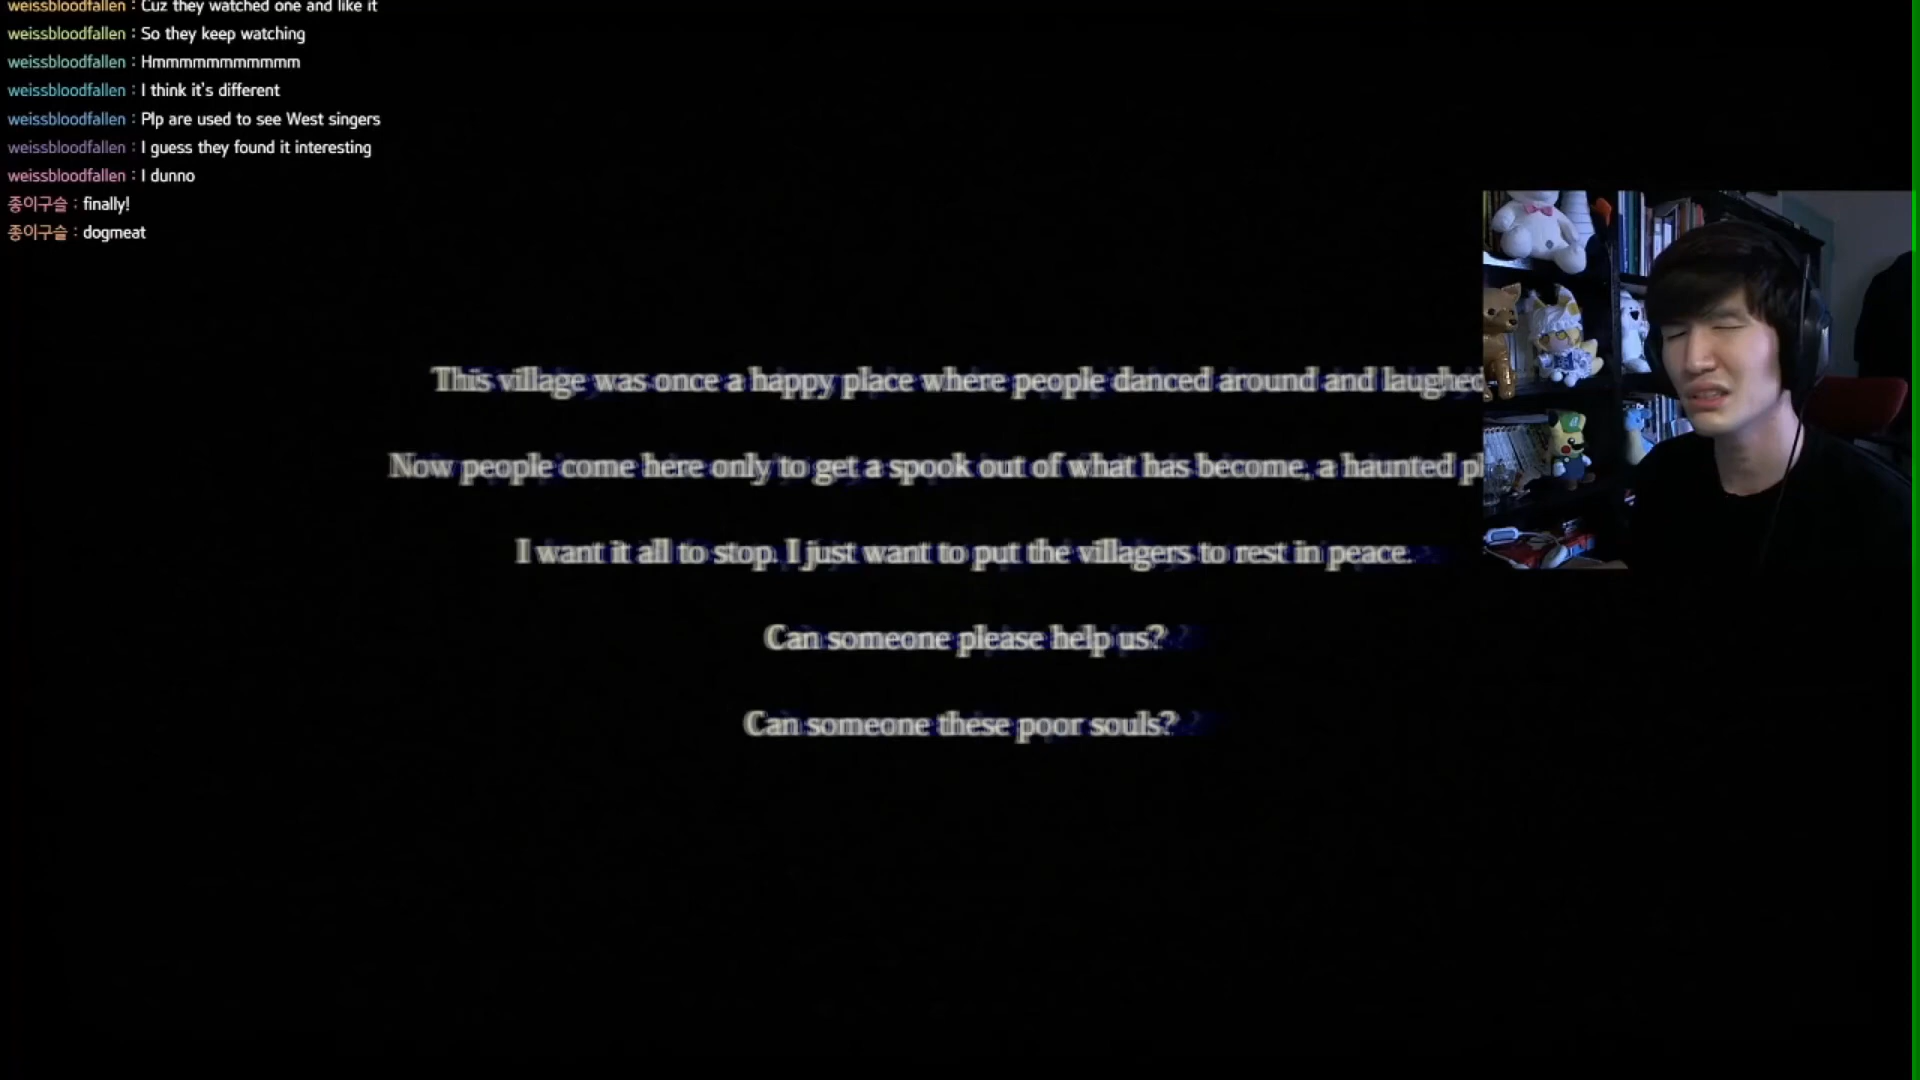 weissbloodfallen : Cuz they watched one and like it
weissbloodfallen : So they keep watching
weissbloodfallen : Hmmmmmmmmmmm
weissbloodfallen : I think it's different
weissbloodfallen : Plp are used to see West singers
weissbloodfallen : I guess they found it interesting
weissbloodfallen : I dunno
종이구슬 : finally!
종이구슬 : dogmeat
This village was once a happy place where people danced around and laughed
Now people come here only to get a spook out of what has become, a haunted pl
I want it all to stop. I just want to put the villagers to rest in peace.
Can someone please help us?
Can someone these poor souls?